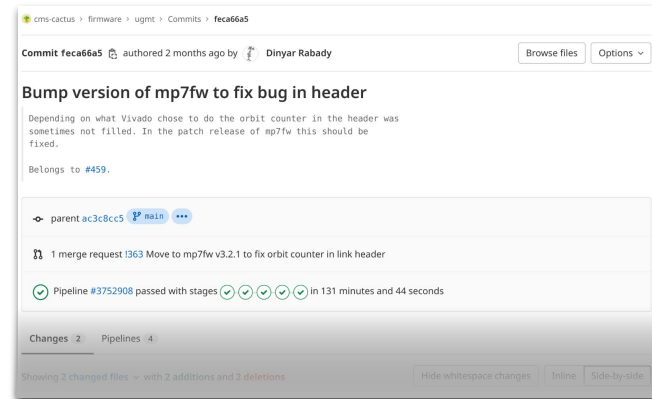 cms-cactus > firmware > ugmt > Commits > feca66a5
Commit feca66a5 authored 2 months ago by Dinyar Rabady
Browse files
Options
Bump version of mp7fw to fix bug in header
Depending on what Vivado chose to do the orbit counter in the header was
sometimes not filled. In the patch release of mp7fw this should be
fixed.
Belongs to #459.
parent ac3c8cc5 main
1 merge request !363 Move to mp7fw v3.2.1 to fix orbit counter in link header
Pipeline #3752908 passed with stages in 131 minutes and 44 seconds
Changes 2 Pipelines 4
Showing 2 changed files with 2 additions and 2 deletions
Hide whitespace changes
Inline
Side-by-side